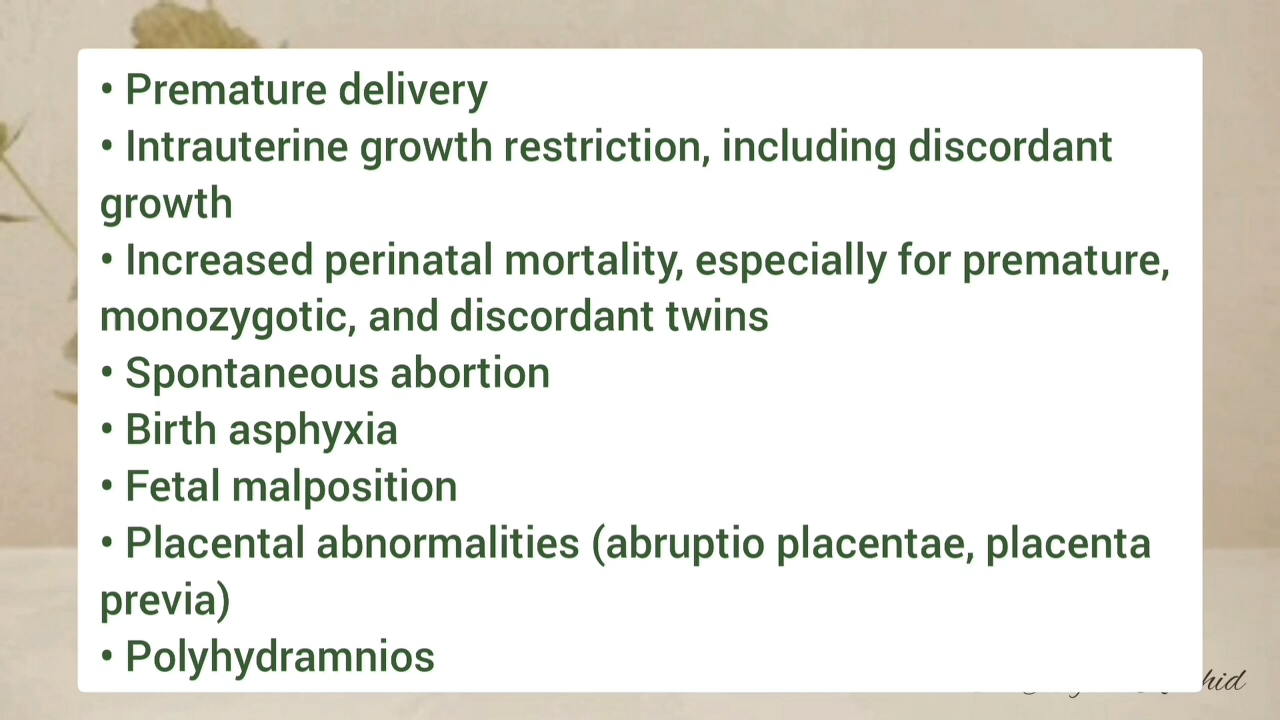 • Premature delivery
• Intrauterine growth restriction, including discordant
growth
• Increased perinatal mortality, especially for premature,
monozygotic, and discordant twins
• Spontaneous abortion
• Birth asphyxia
• Fetal malposition
• Placental abnormalities (abruptio placentae, placenta
previa)
• Polyhydramnios